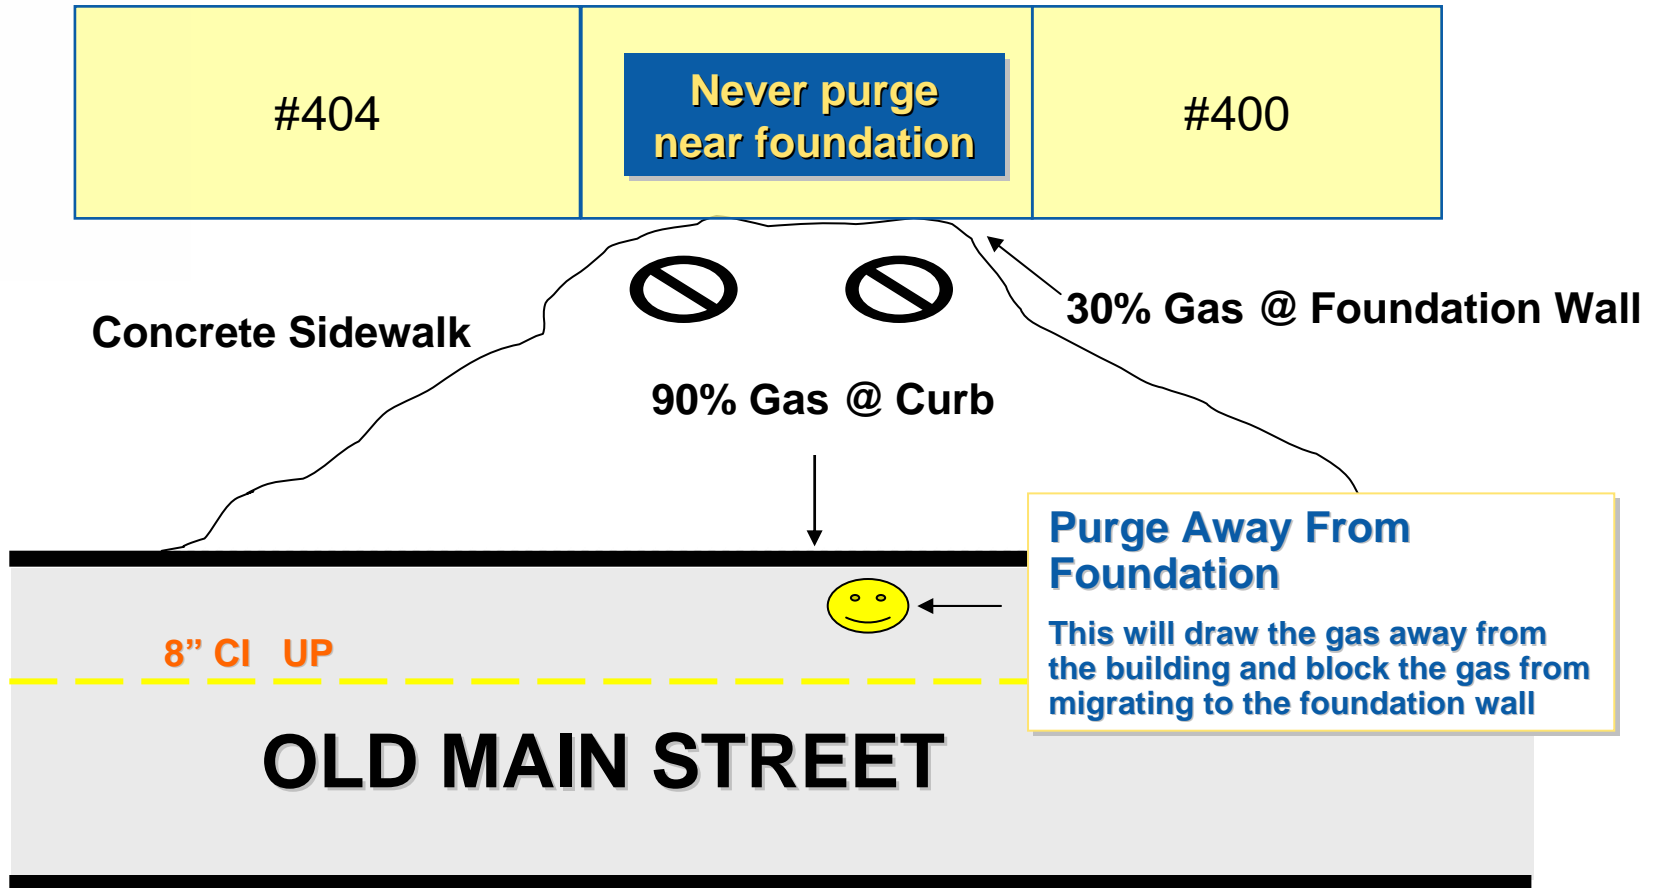 #404
Never purge
near foundation
#400
Concrete Sidewalk
30% Gas @ Foundation Wall
90% Gas @ Curb
Purge Away From
Foundation
This will draw the gas away from
the building and block the gas from
migrating to the foundation wall
8” CI UP
OLD MAIN STREET